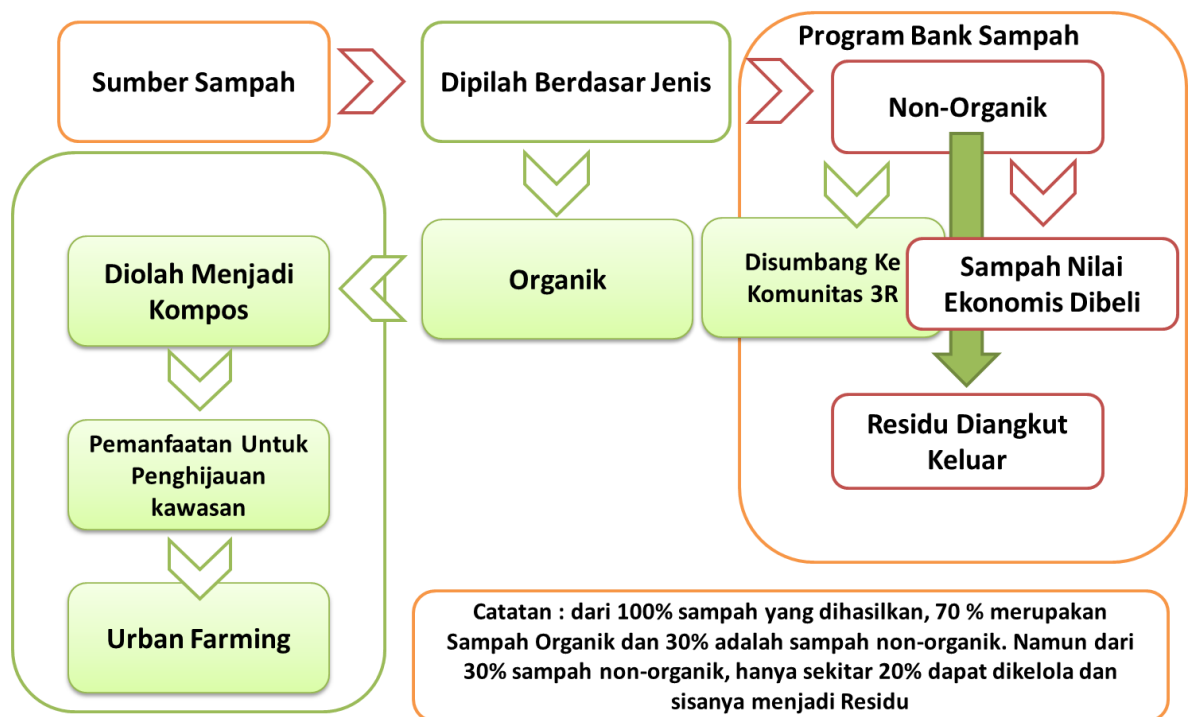 Sumber Sampah
Dipilah Berdasar Jenis
Program Bank Sampah
Non-Organik
Diolah Menjadi
Kompos
Organik
Disumbang Ke
Komunitas 3R
Sampah Nilai
Ekonomis Dibeli
Pemanfaatan Untuk
Penghijauan
kawasan
Residu Diangkut
Keluar
Urban Farming
Catatan : dari 100% sampah yang dihasilkan, 70 % merupakan
Sampah Organik dan 30% adalah sampah non-organik. Namun dari
30% sampah non-organik, hanya sekitar 20% dapat dikelola dan
sisanya menjadi Residu